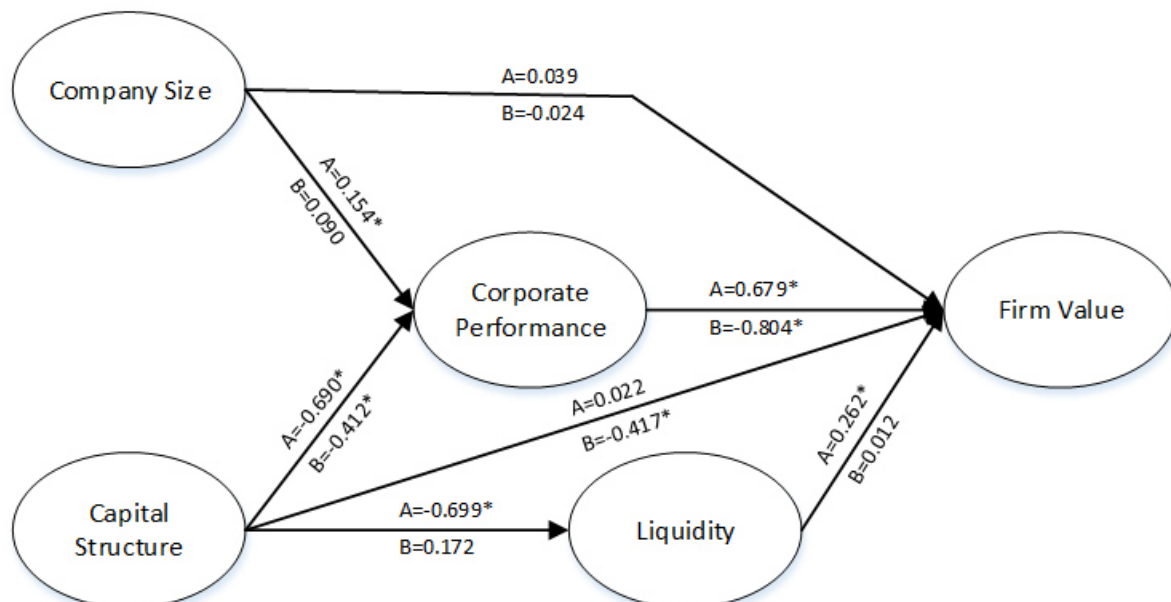 Company Size
A=0.039
B=-0.024
A=0.154*
B=0.090
Corporate
Performance
A=0.679*
B=-0.804*
Firm Value
A=-0.690*
B=-0.412*
A=0.022
B=-0.417*
A=0.262*
B=0.012
Capital
Structure
A=-0.699*
B=0.172
Liquidity